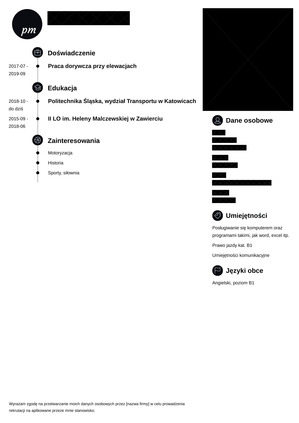 pm
Doświadczenie
2017-07 -
2019-09
Praca dorywcza przy elewacjach
Edukacja
2018-10 -
do dziś
Politechnika Śląska, wydział Transportu w Katowicach
2015-09 -
2018-06
II LO im. Heleny Malczewskiej w Zawierciu
Zainteresowania
Motoryzacja
Historia
Sporty, siłownia
Dane osobowe
Umiejętności
Posługiwanie się komputerem oraz
programami takimi, jak word, excel itp.
Prawo jazdy kat. B1
Umiejętności komunikacyjne
Języki obce
Angielski, poziom B1
Wyrażam zgodę na przetwarzanie moich danych osobowych przez [nazwa firmy] w celu prowadzenia
rekrutacji na aplikowane przeze mnie stanowisko.